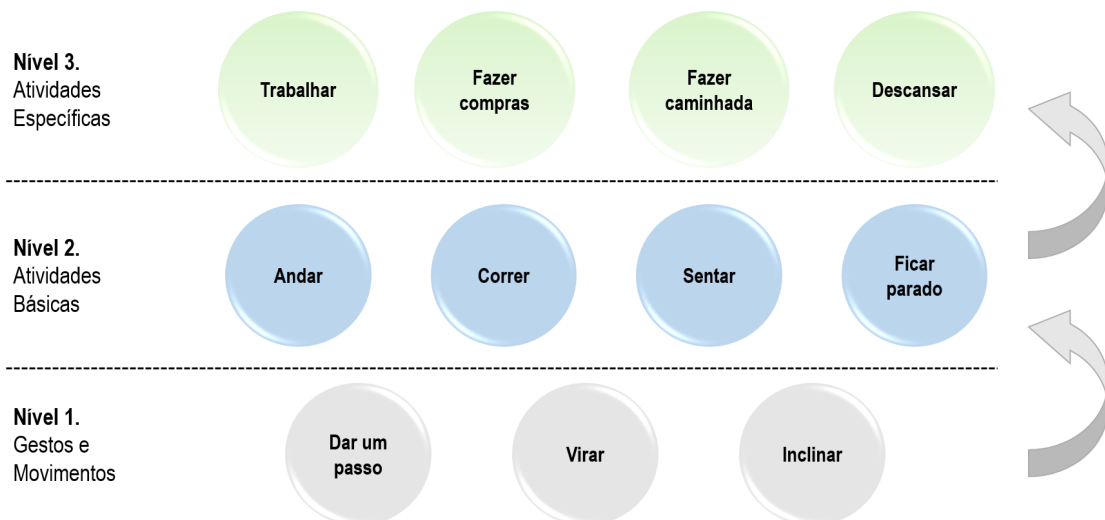 Nível 3.
Atividades
Específicas
Trabalhar
Fazer
compras
Fazer
caminhada
Descansar
Nível 2.
Atividades
Básicas
Andar
Correr
Sentar
Ficar
parado
Nível 1.
Gestos e
Movimentos
Dar um
passo
Virar
Inclinar